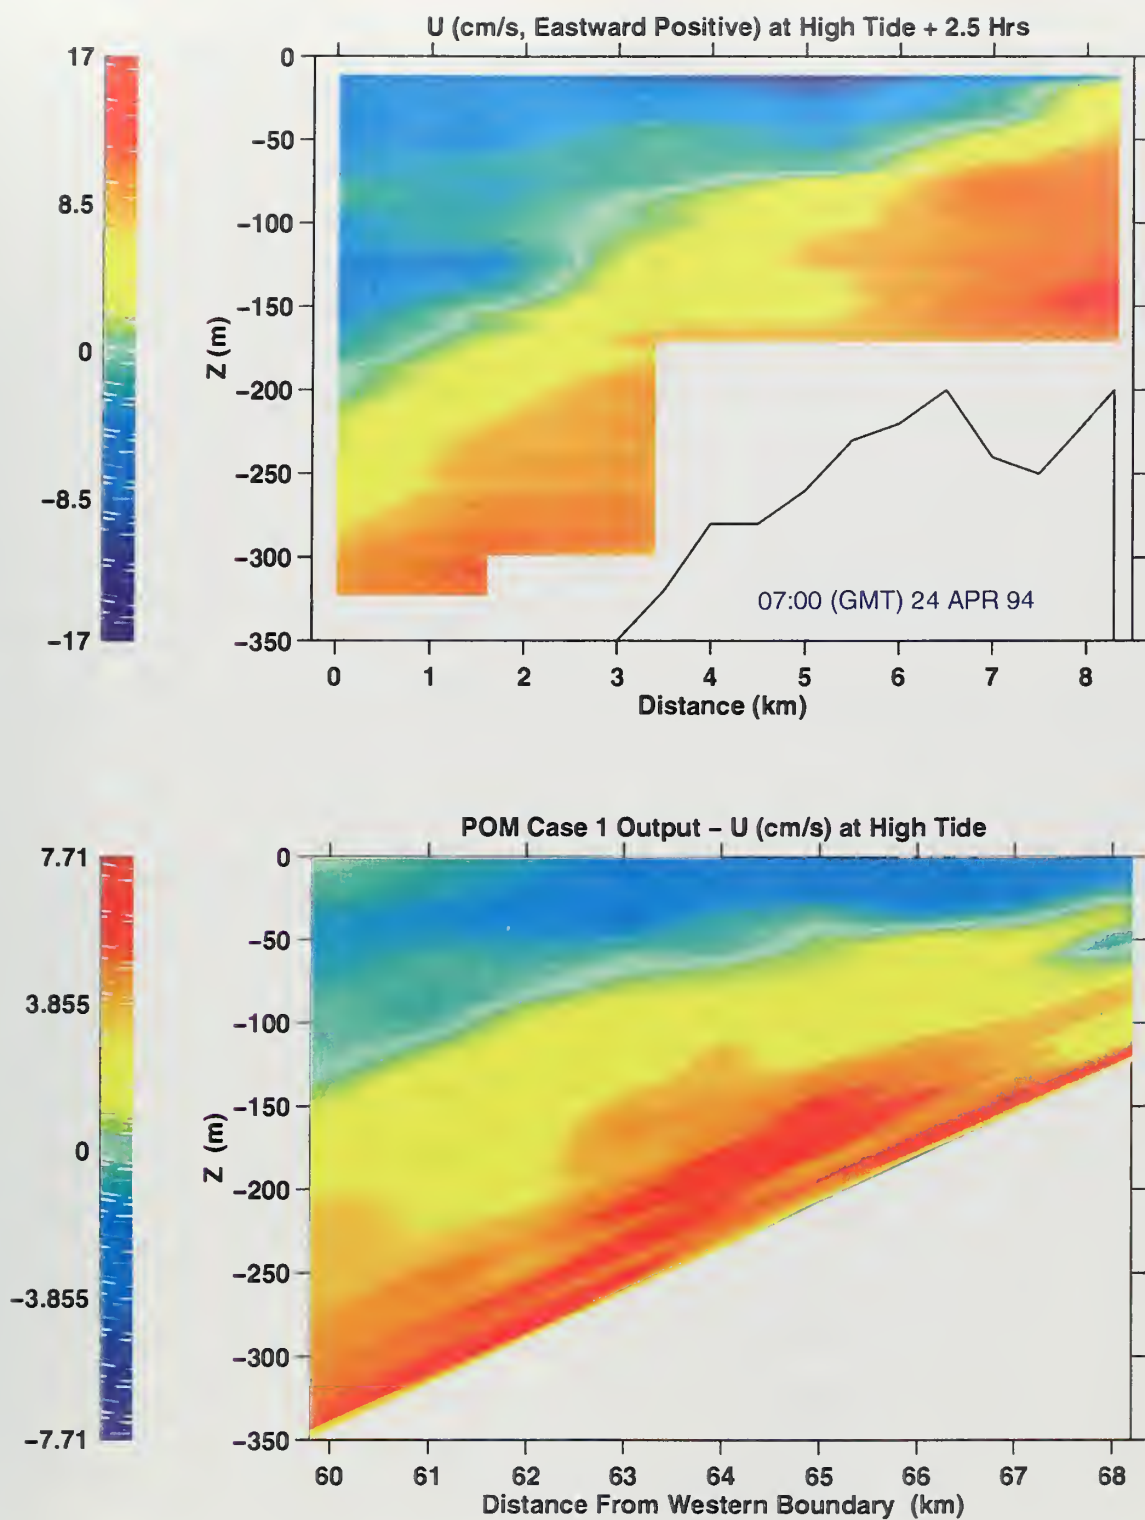 U (cm/s, Eastward Positive) at High Tide + 2.5 Hrs
17
8.5
0
−8.5
−17
0
−50
−100
−150
−200
−250
−300
−350
Z (m)
07:00 (GMT) 24 APR 94
0 1 2 3 4 5 6 7 8
Distance (km)
POM Case 1 Output − U (cm/s) at High Tide
7.71
3.855
0
−3.855
−7.71
0
−50
−100
−150
−200
−250
−300
−350
Z (m)
60 61 62 63 64 65 66 67 68
Distance From Western Boundary (km)